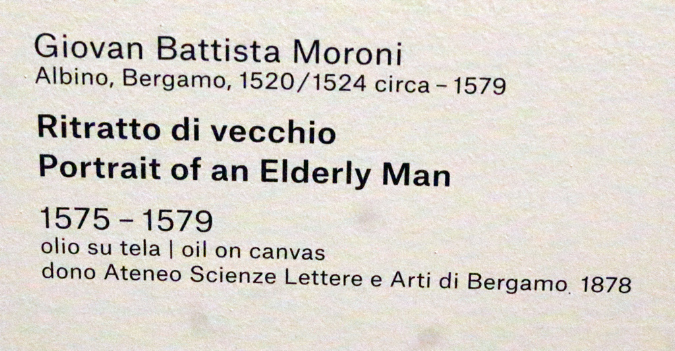 Giovan Battista Moroni
Albino, Bergamo, 1520/1524 circa – 1579
Ritratto di vecchio
Portrait of an Elderly Man
1575 – 1579
olio su tela | oil on canvas
dono Ateneo Scienze Lettere e Arti di Bergamo, 1878